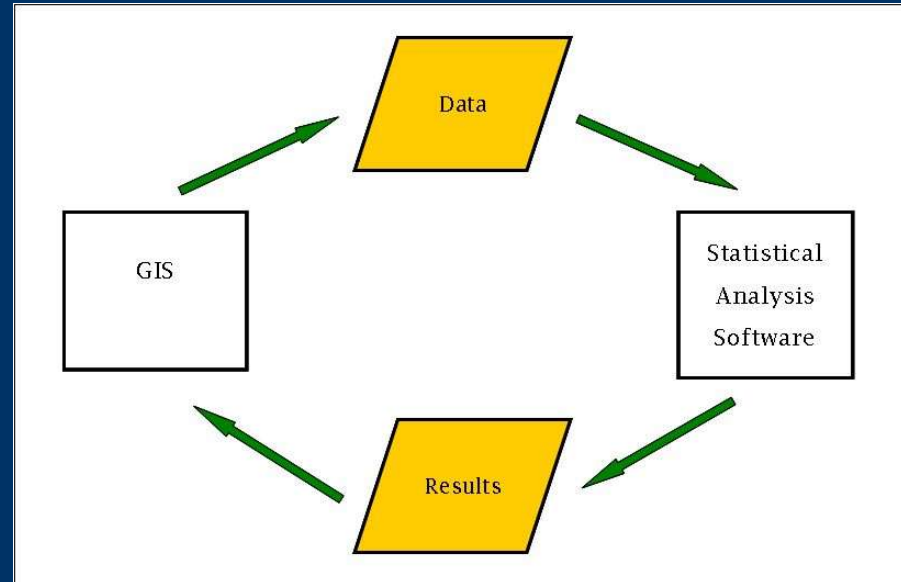 Data
GIS
Statistical
Analysis
Software
Results